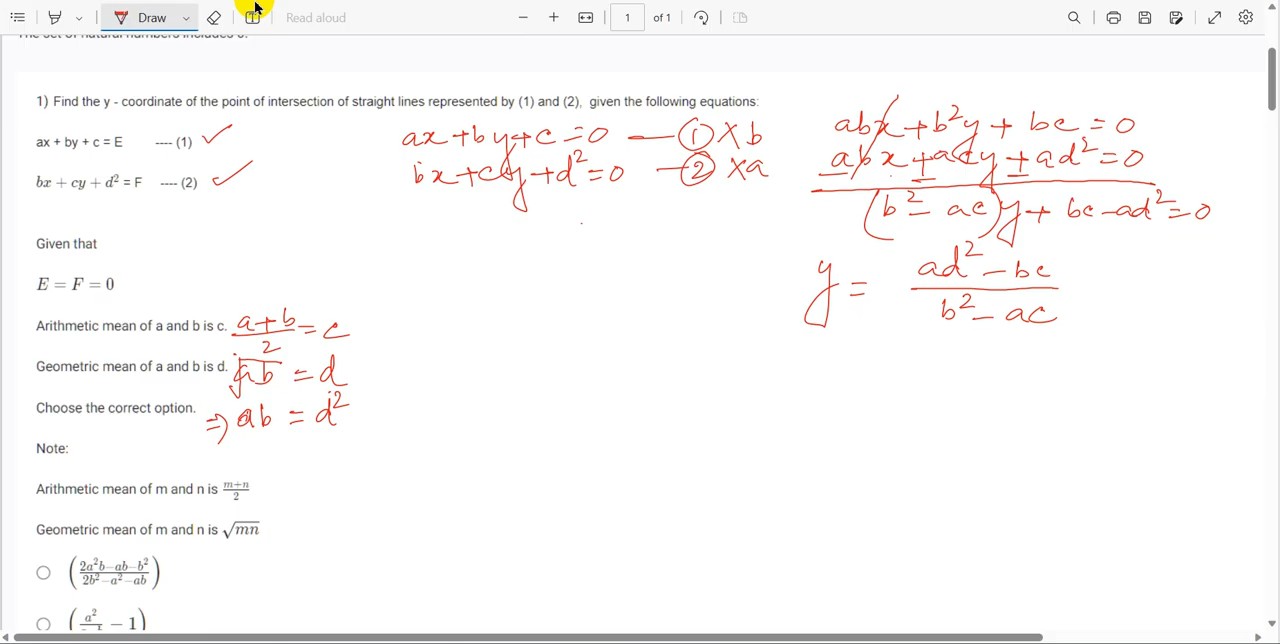 Draw
Read aloud
1
of 1
The set of natural numbers includes 0.
1) Find the y - coordinate of the point of intersection of straight lines represented by (1) and (2), given the following equations:
ax + by + c = E ---- (1)
bx + cy + d² = F ---- (2)
ax + by + c = 0 — ① × b
bx + cy + d² = 0 — ② × a
abx + b²y + bc = 0
abx + acy + ad² = 0
(b² - ac)y + bc - ad² = 0
y = (ad² - bc) / (b² - ac)
Given that
E = F = 0
Arithmetic mean of a and b is c. (a + b)/2 = c
Geometric mean of a and b is d. √ab = d
Choose the correct option. ⇒ ab = d²
Note:
Arithmetic mean of m and n is (m+n)/2
Geometric mean of m and n is √mn
((2a²b-ab-b²)/(2b²-a²-ab))
a²
- 1)